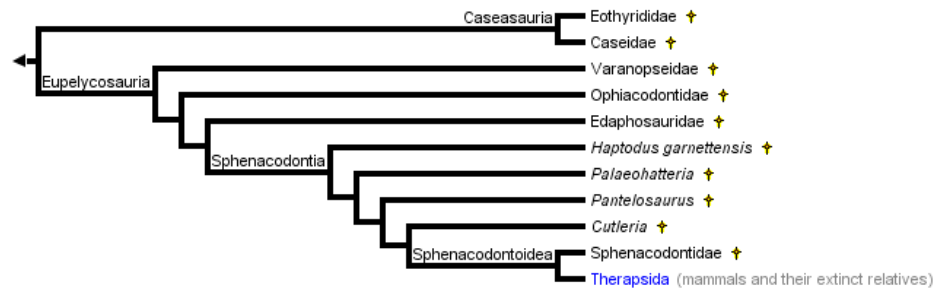 Caseasauria
Eothyrididae
Caseidae
Eupelycosauria
Varanopseidae
Ophiacodontidae
Edaphosauridae
Sphenacodontia
Haptodus garnettensis
Palaeohatteria
Pantelosaurus
Cutleria
Sphenacodontoidea
Sphenacodontidae
Therapsida (mammals and their extinct relatives)